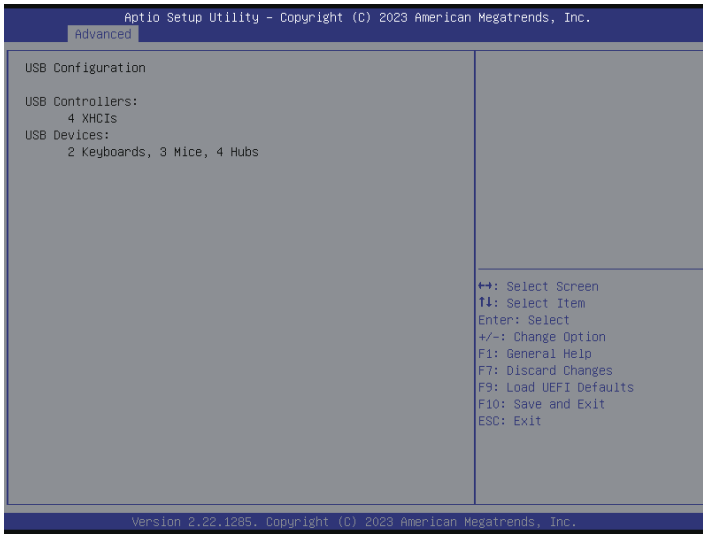 Aptio Setup Utility – Copyright (C) 2023 American Megatrends, Inc.
Advanced
USB Configuration
USB Controllers:
4 XHCIs
USB Devices:
2 Keyboards, 3 Mice, 4 Hubs
↔: Select Screen
↑↓: Select Item
Enter: Select
+/-: Change Option
F1: General Help
F7: Discard Changes
F9: Load UEFI Defaults
F10: Save and Exit
ESC: Exit
Version 2.22.1285. Copyright (C) 2023 American Megatrends, Inc.